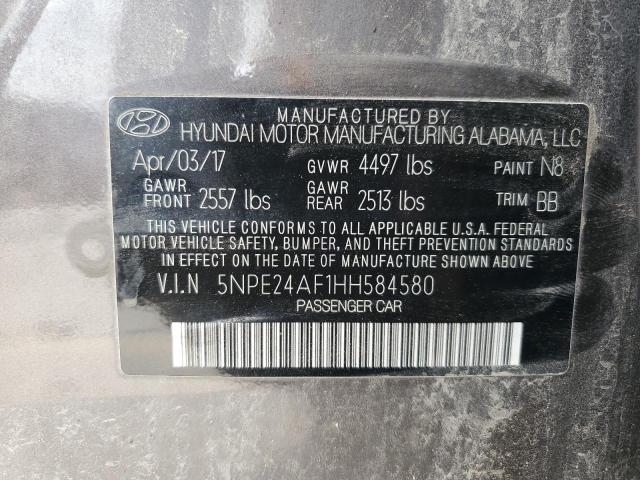 MANUFACTURED BY
HYUNDAI MOTOR MANUFACTURING ALABAMA, LLC
Apr/03/17 GVWR 4497 lbs PAINT N8
GAWR FRONT 2557 lbs GAWR REAR 2513 lbs TRIM BB
THIS VEHICLE CONFORMS TO ALL APPLICABLE U.S.A. FEDERAL
MOTOR VEHICLE SAFETY, BUMPER, AND THEFT PREVENTION STANDARDS
IN EFFECT ON THE DATE OF MANUFACTURE SHOWN ABOVE.
V.I.N 5NPE24AF1HH584580
PASSENGER CAR